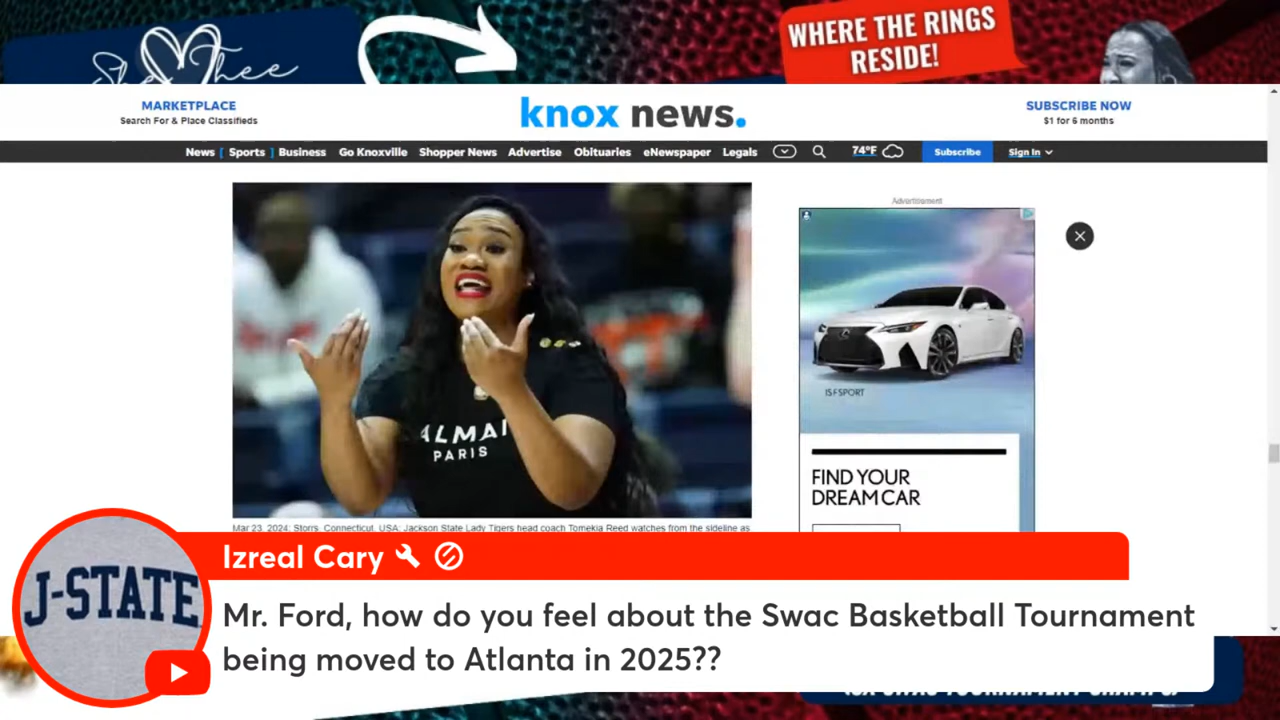 She Thee
WHERE THE RINGS
RESIDE!
MARKETPLACE
Search For & Place Classifieds
knox news.
SUBSCRIBE NOW
$1 for 6 months
News [ Sports ] Business Go Knoxville Shopper News Advertise Obituaries eNewspaper Legals 74°F Subscribe Sign In
Advertisement
ALMAI
PARIS
IS F SPORT
FIND YOUR
DREAM CAR
Mar 23, 2024; Storrs, Connecticut, USA; Jackson State Lady Tigers head coach Tomekia Reed watches from the sideline as
Izreal Cary
J-STATE
Mr. Ford, how do you feel about the Swac Basketball Tournament
being moved to Atlanta in 2025??